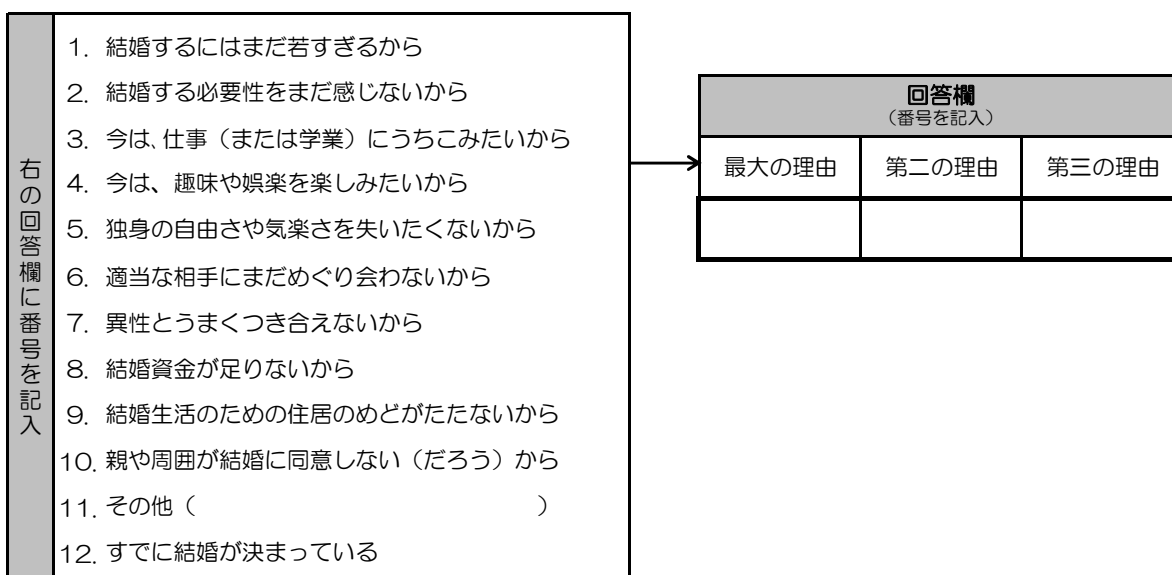 右の回答欄に番号を記入
1. 結婚するにはまだ若すぎるから
2. 結婚する必要性をまだ感じないから
3. 今は、仕事（または学業）にうちこみたいから
4. 今は、趣味や娯楽を楽しみたいから
5. 独身の自由さや気楽さを失いたくないから
6. 適当な相手にまだめぐり会わないから
7. 異性とうまくつき合えないから
8. 結婚資金が足りないから
9. 結婚生活のための住居のめどがたたないから
10. 親や周囲が結婚に同意しない（だろう）から
11. その他（　　　　　　　　　　　　　　　）
12. すでに結婚が決まっている
回答欄
（番号を記入）
最大の理由　第二の理由　第三の理由